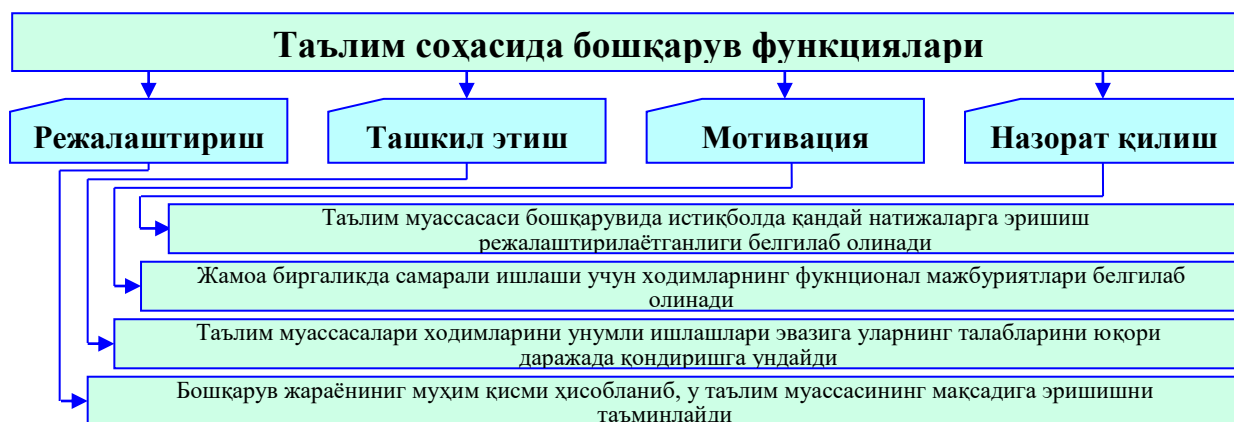 Таълим соҳасида бошқарув функциялари
Режалаштириш
Ташкил этиш
Мотивация
Назорат қилиш
Таълим муассасаси бошқарувида истиқболда қандай натижаларга эришиш
режалаштирилаётганлиги белгилаб олинади
Жамоа биргаликда самарали ишлаши учун ходимларнинг фукнционал мажбуриятлари белгилаб
олинади
Таълим муассасалари ходимларини унумли ишлашлари эвазига уларнинг талабларини юқори
даражада қондиришга ундайди
Бошқарув жараёнининг муҳим қисми ҳисобланиб, у таълим муассасининг мақсадига эришишни
таъминлайди